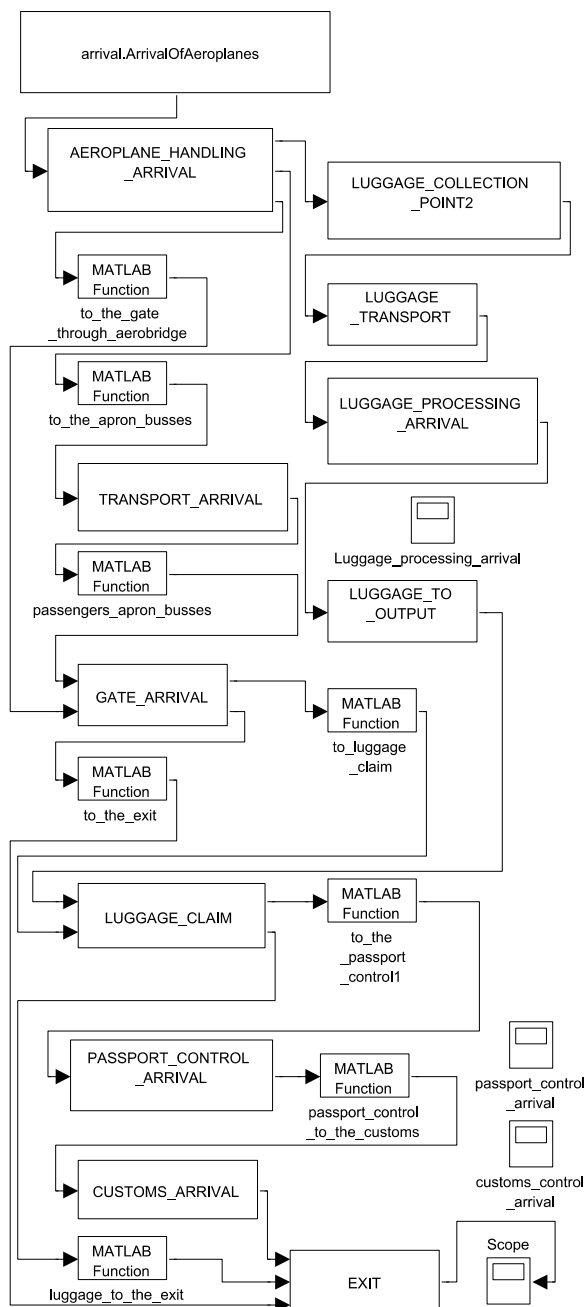 arrival.ArrivalOfAeroplanes
AEROPLANE_HANDLING
_ARRIVAL
LUGGAGE_COLLECTION
_POINT2
MATLAB
Function
to_the_gate
_through_aerobridge
LUGGAGE
_TRANSPORT
MATLAB
Function
to_the_apron_busses
LUGGAGE_PROCESSING
_ARRIVAL
TRANSPORT_ARRIVAL
Luggage_processing_arrival
MATLAB
Function
passengers_apron_busses
LUGGAGE_TO
_OUTPUT
GATE_ARRIVAL
MATLAB
Function
to_luggage
_claim
MATLAB
Function
to_the_exit
LUGGAGE_CLAIM
MATLAB
Function
to_the
_passport
_control1
PASSPORT_CONTROL
_ARRIVAL
MATLAB
Function
passport_control
_to_the_customs
passport_control
_arrival
CUSTOMS_ARRIVAL
customs_control
_arrival
MATLAB
Function
luggage_to_the_exit
EXIT
Scope